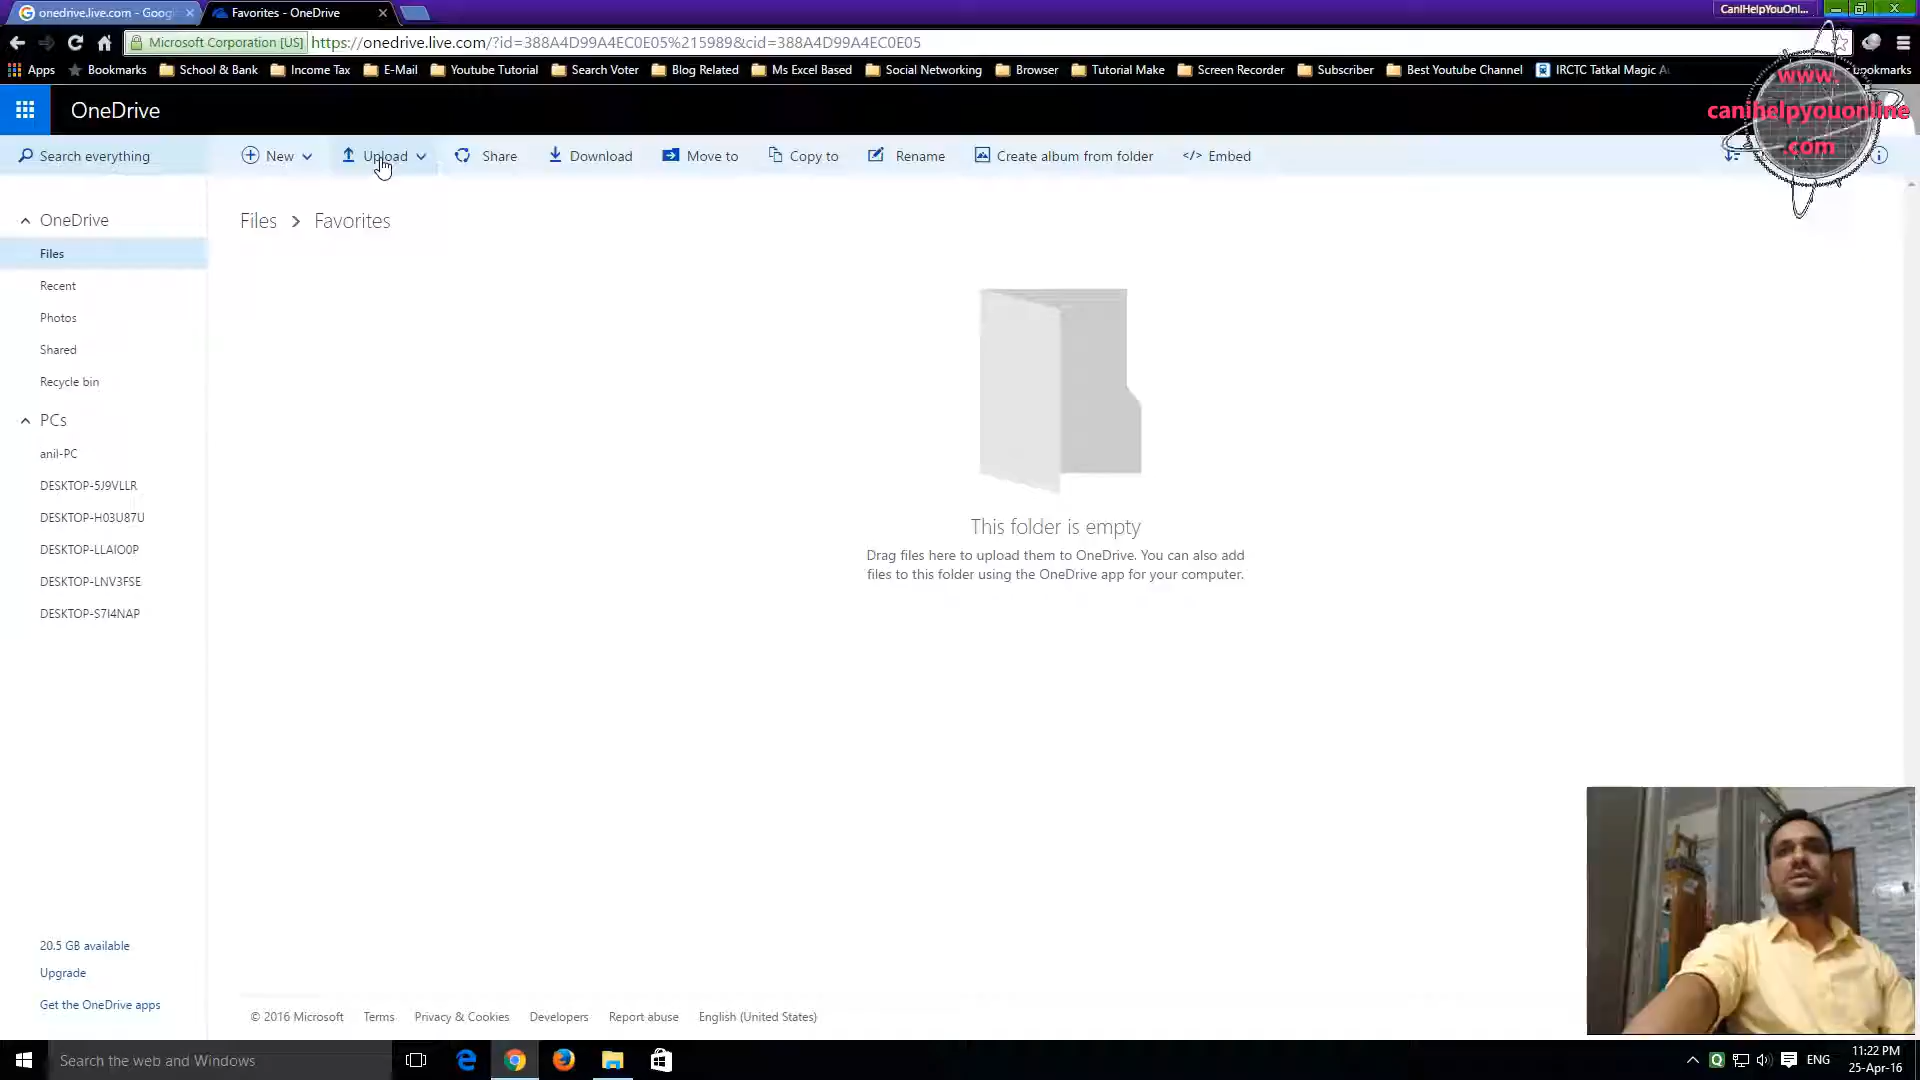 onedrive.live.com - Goog
Favorites - OneDrive
CanIHelpYouOnl...
Microsoft Corporation [US]
https://onedrive.live.com/?id=388A4D99A4EC0E05%215989&cid=388A4D99A4EC0E05
Apps
Bookmarks
School & Bank
Income Tax
E-Mail
Youtube Tutorial
Search Voter
Blog Related
Ms Excel Based
Social Networking
Browser
Tutorial Make
Screen Recorder
Subscriber
Best Youtube Channel
IRCTC Tatkal Magic Au
ookmarks
www.
canihelpyouonline
.com
OneDrive
Search everything
New
Upload
Share
Download
Move to
Copy to
Rename
Create album from folder
</> Embed
OneDrive
Files
Recent
Photos
Shared
Recycle bin
PCs
anil-PC
DESKTOP-5J9VLLR
DESKTOP-H03U87U
DESKTOP-LLAIO0P
DESKTOP-LNV3FSE
DESKTOP-S7I4NAP
20.5 GB available
Upgrade
Get the OneDrive apps
Files > Favorites
This folder is empty
Drag files here to upload them to OneDrive. You can also add
files to this folder using the OneDrive app for your computer.
© 2016 Microsoft
Terms
Privacy & Cookies
Developers
Report abuse
English (United States)
Search the web and Windows
ENG
11:22 PM
25-Apr-16